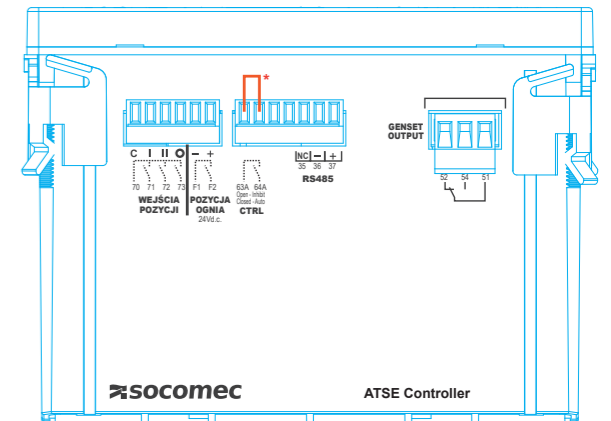 *
GENSET
OUTPUT
C I II O − +
NC − +
35 36 37
RS485
70 71 72 73 F1 F2
63A 64A
Open - Inhibit
Closed - Auto
CTRL
52 54 51
WEJŚCIA
POZYCJI
POZYCJA
OGNIA
24Vd.c.
socomec
ATSE Controller